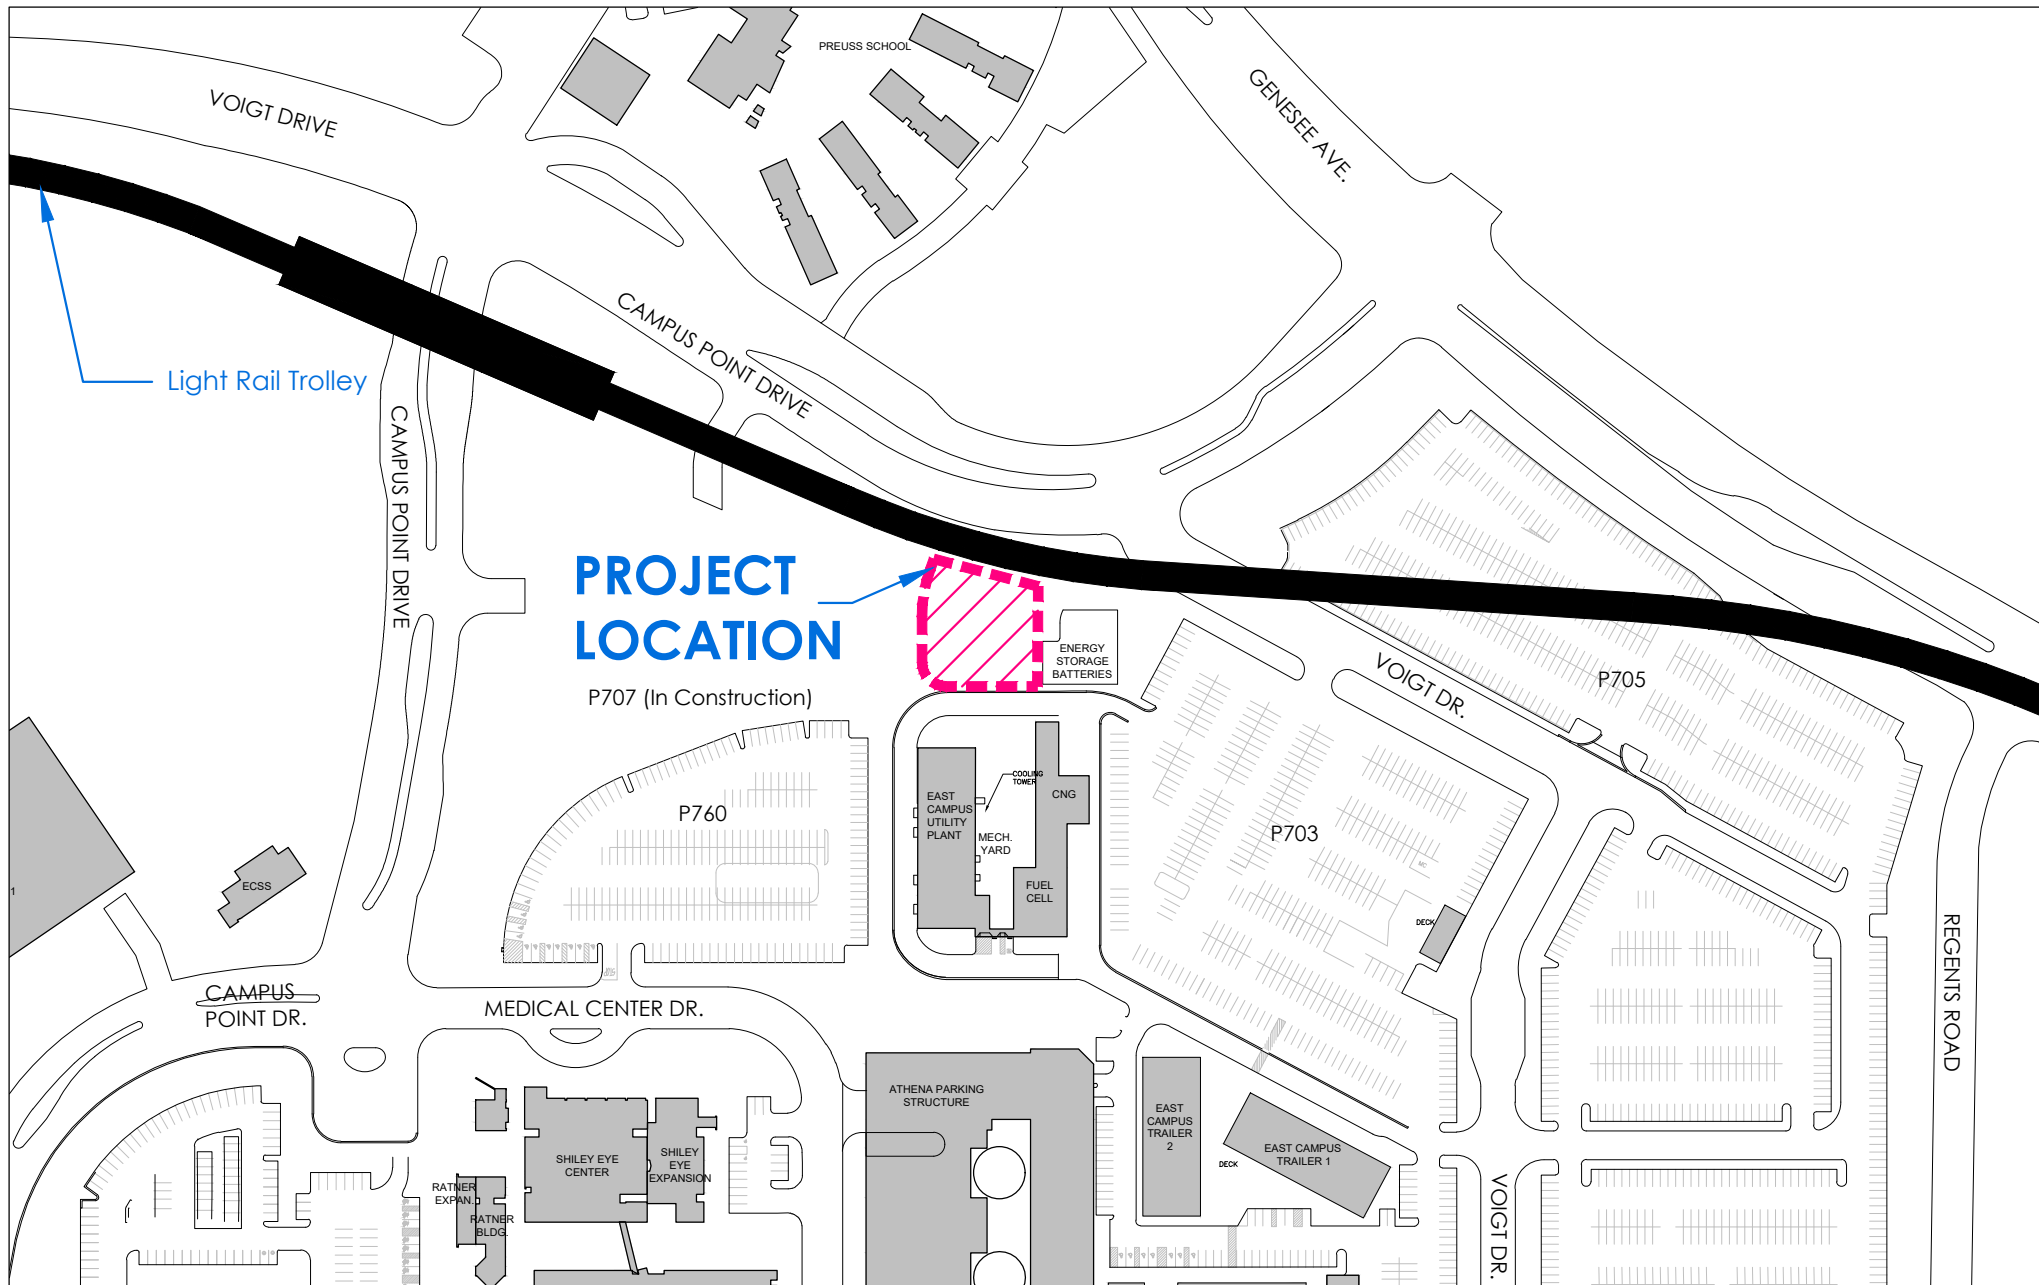 PREUSS SCHOOL
GENESEE AVE.
VOIGT DRIVE
CAMPUS POINT DRIVE
Light Rail Trolley
CAMPUS POINT DRIVE
PROJECT
LOCATION
P707 (In Construction)
ENERGY
STORAGE
BATTERIES
VOIGT DR.
P705
P760
EAST
CAMPUS
UTILITY
PLANT
COOLING
TOWER
CNG
MECH.
YARD
FUEL
CELL
P703
MC
DECK
ECSS
1
REGENTS ROAD
CAMPUS
POINT DR.
MEDICAL CENTER DR.
ATHENA PARKING
STRUCTURE
EAST
CAMPUS
TRAILER
2
EAST CAMPUS
TRAILER 1
DECK
SHILEY EYE
CENTER
SHILEY
EYE
EXPANSION
RATNER
EXPAN.
RATNER
BLDG.
VOIGT DR.